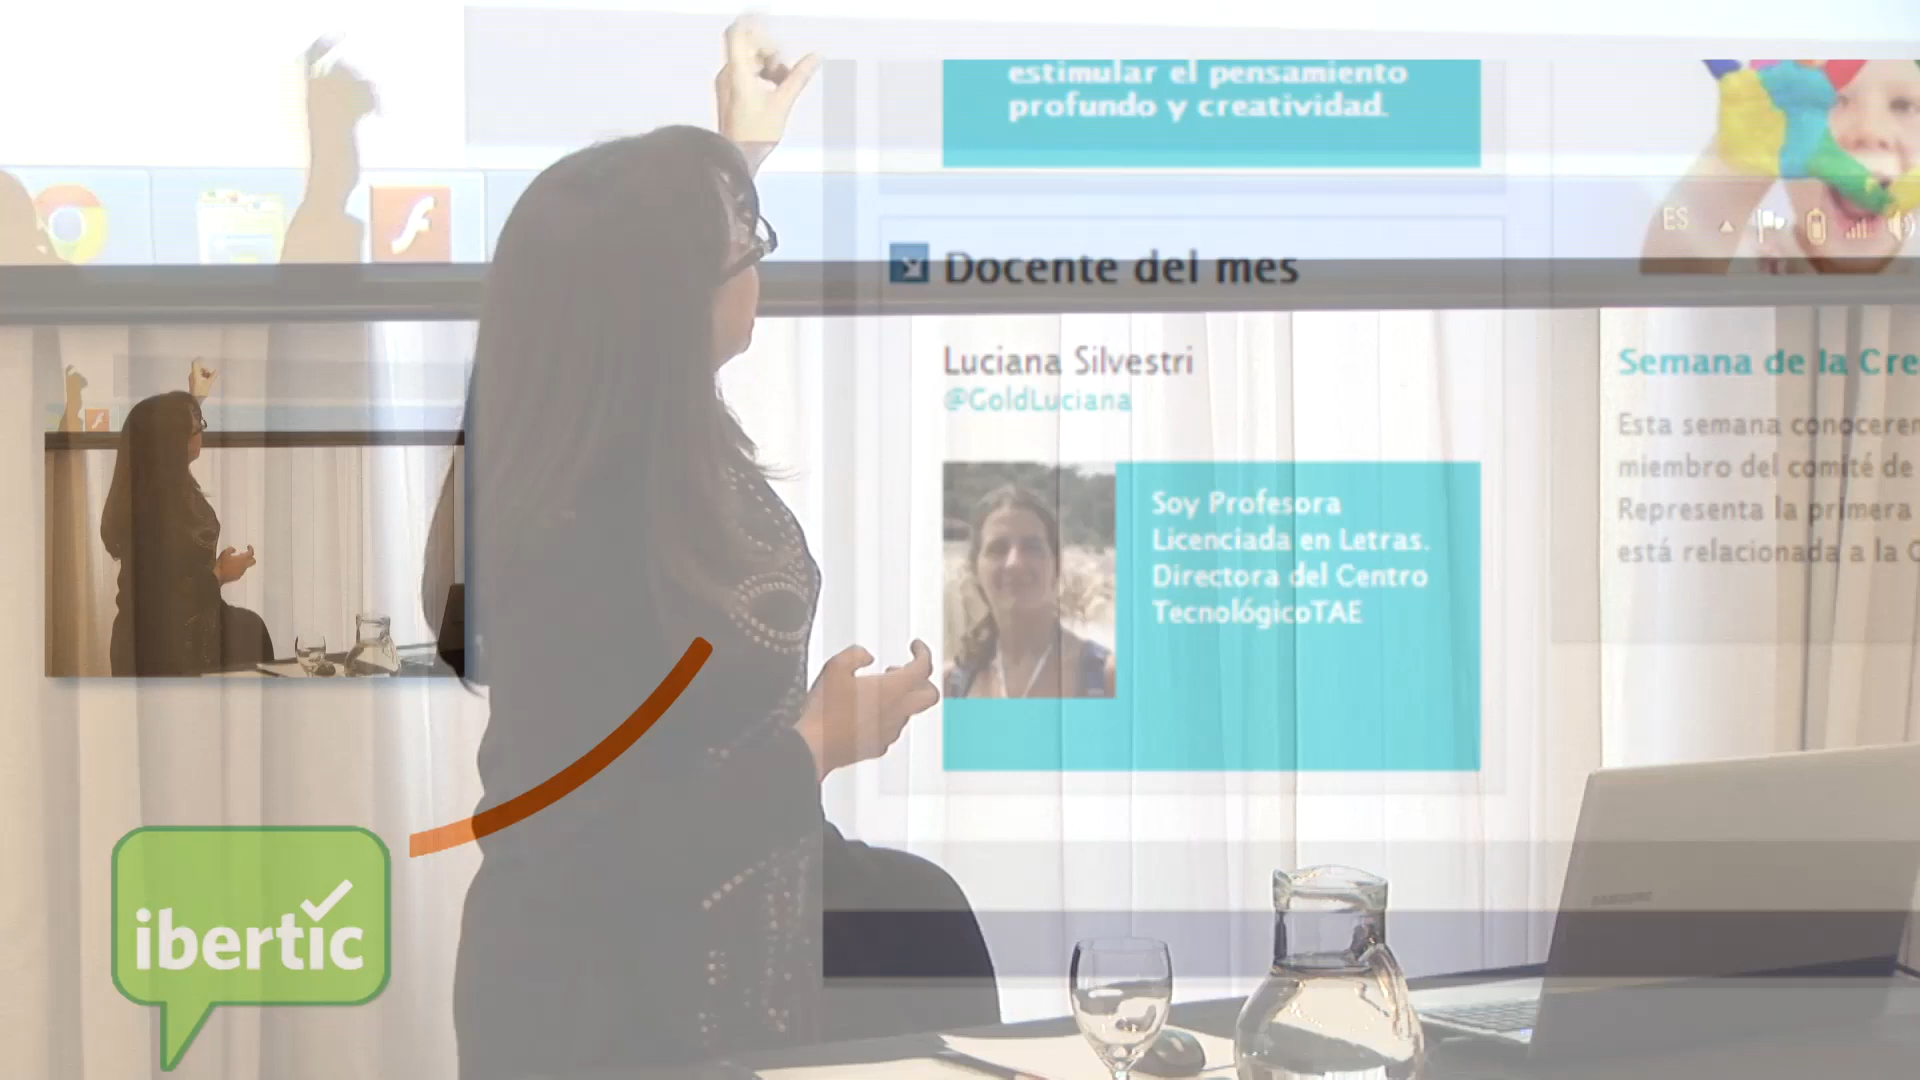 estimular el pensamiento
profundo y creatividad.
ES
Docente del mes
Luciana Silvestri
@GoldLuciana
Soy Profesora
Licenciada en Letras.
Directora del Centro
TecnológicoTAE
Semana de la Cre
Esta semana conoceren
miembro del comité de
Representa la primera
está relacionada a la C
ibertic